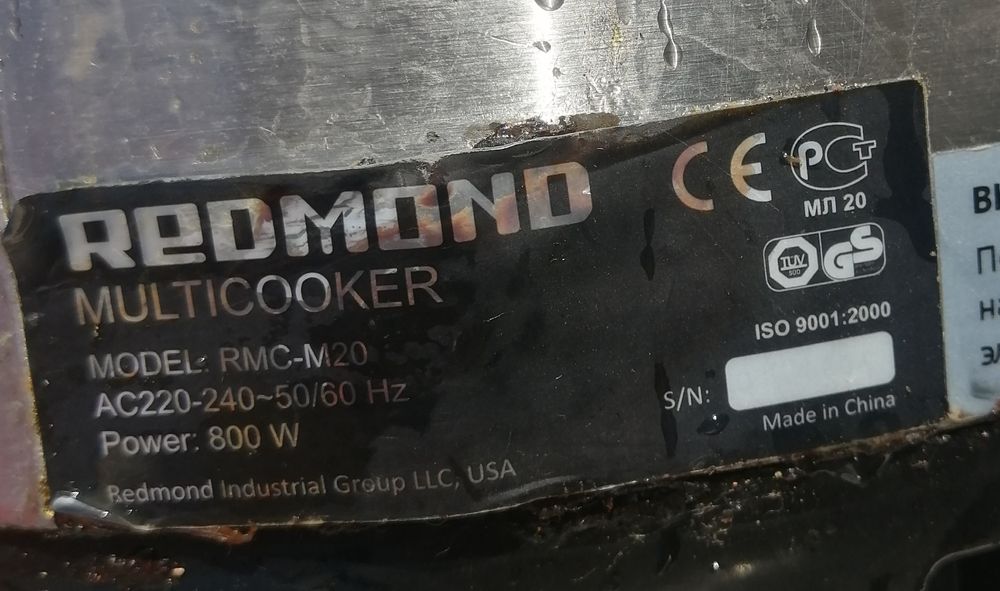 REDMOND
MULTICOOKER
MODEL: RMC-M20
AC220-240~50/60 Hz
Power: 800 W
Redmond Industrial Group LLC, USA
CE PCT
МЛ 20
TUV
GS
ISO 9001:2000
S/N:
Made in China